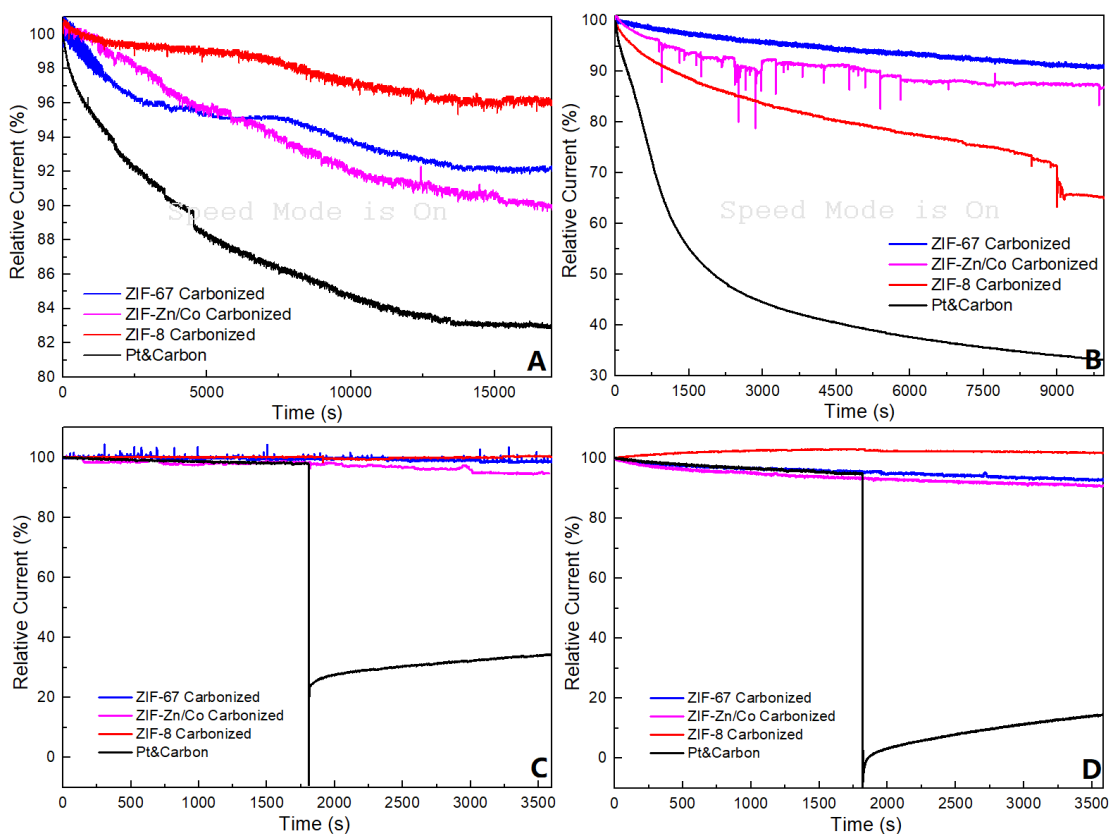 100
98
96
94
92
90
88
86
84
82
80
Relative Current (%)
Speed Mode is On
ZIF-67 Carbonized
ZIF-Zn/Co Carbonized
ZIF-8 Carbonized
Pt&Carbon
A
0 5000 10000 15000
Time (s)
100
90
80
70
60
50
40
30
Relative Current (%)
Speed Mode is On
ZIF-67 Carbonized
ZIF-Zn/Co Carbonized
ZIF-8 Carbonized
Pt&Carbon
B
0 1500 3000 4500 6000 7500 9000
Time (s)
100
80
60
40
20
0
Relative Current (%)
ZIF-67 Carbonized
ZIF-Zn/Co Carbonized
ZIF-8 Carbonized
Pt&Carbon
C
0 500 1000 1500 2000 2500 3000 3500
Time (s)
100
80
60
40
20
0
Relative Current (%)
ZIF-67 Carbonized
ZIF-Zn/Co Carbonized
ZIF-8 Carbonized
Pt&Carbon
D
0 500 1000 1500 2000 2500 3000 3500
Time (s)